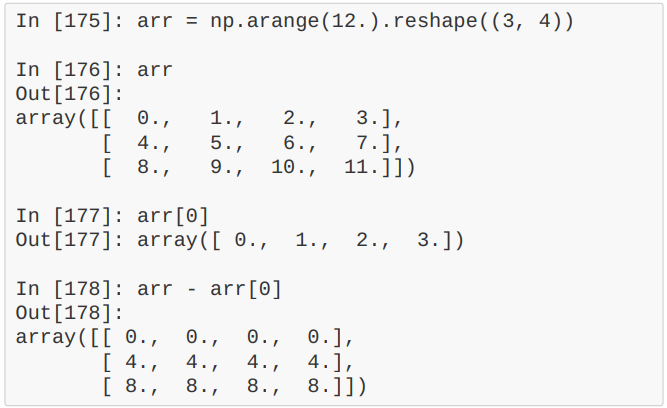 In [175]: arr = np.arange(12.).reshape((3, 4))
In [176]: arr
Out[176]:
array([[  0.,   1.,   2.,   3.],
       [  4.,   5.,   6.,   7.],
       [  8.,   9.,  10.,  11.]])
In [177]: arr[0]
Out[177]: array([ 0.,  1.,  2.,  3.])
In [178]: arr - arr[0]
Out[178]:
array([[ 0.,  0.,  0.,  0.],
       [ 4.,  4.,  4.,  4.],
       [ 8.,  8.,  8.,  8.]])